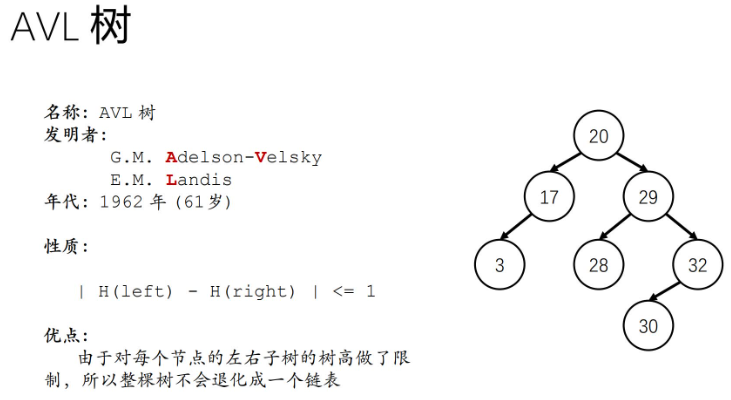 AVL 树
名称：AVL 树
发明者：
G.M. Adelson-Velsky
E.M. Landis
年代：1962 年 (61岁)
性质：
| H(left) - H(right) | <= 1
优点：
由于对每个节点的左右子树的树高做了限
制，所以整棵树不会退化成一个链表
20
17
29
3
28
32
30